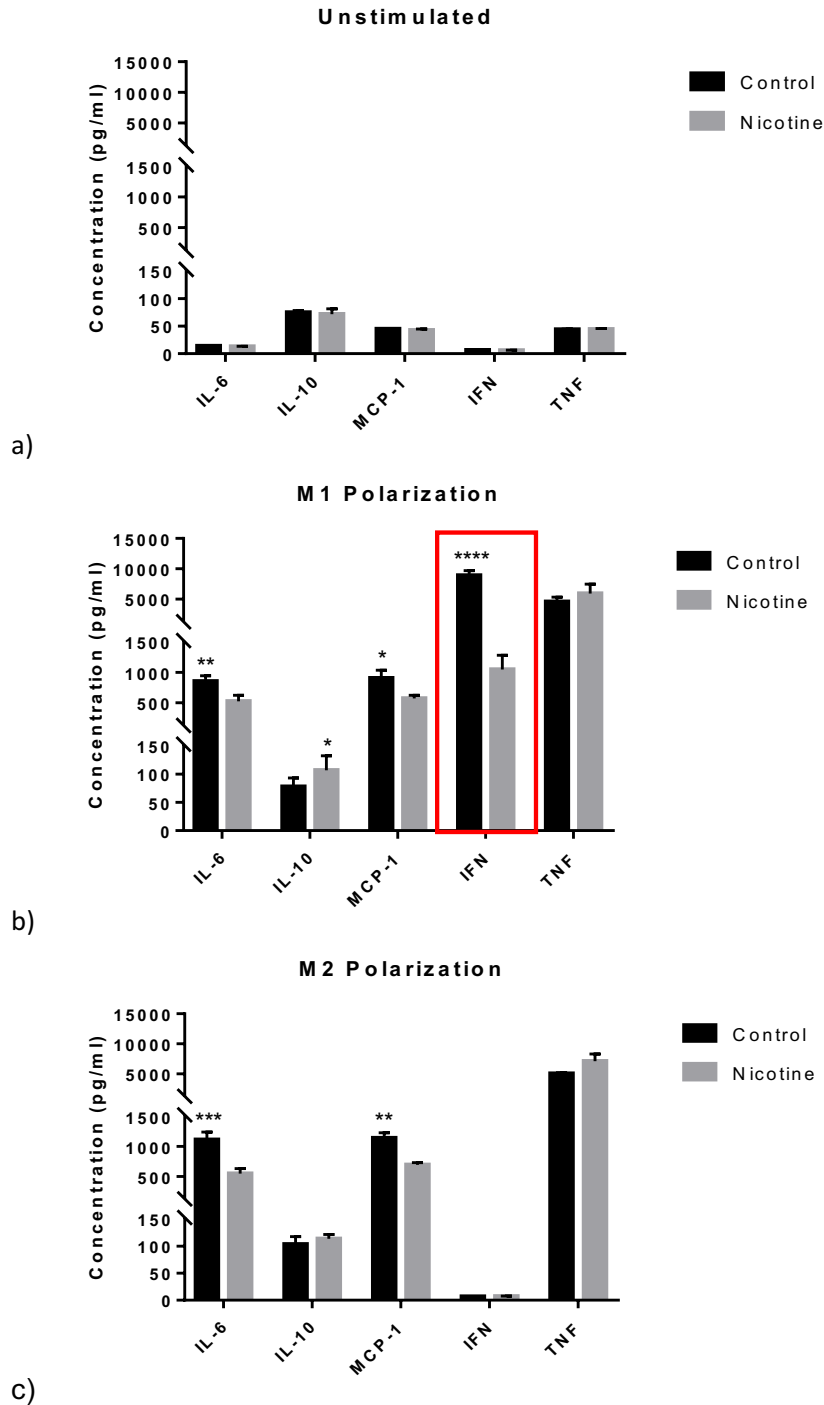 Unstimulated
Concentration (pg/ml)
15000
10000
5000
1500
1000
500
150
100
50
0
IL-6
IL-10
MCP-1
IFN
TNF
Control
Nicotine
a)
M1 Polarization
Concentration (pg/ml)
15000
10000
5000
1500
1000
500
150
100
50
0
**
*
*
****
IL-6
IL-10
MCP-1
IFN
TNF
Control
Nicotine
b)
M2 Polarization
Concentration (pg/ml)
15000
10000
5000
1500
1000
500
150
100
50
0
***
**
IL-6
IL-10
MCP-1
IFN
TNF
Control
Nicotine
c)